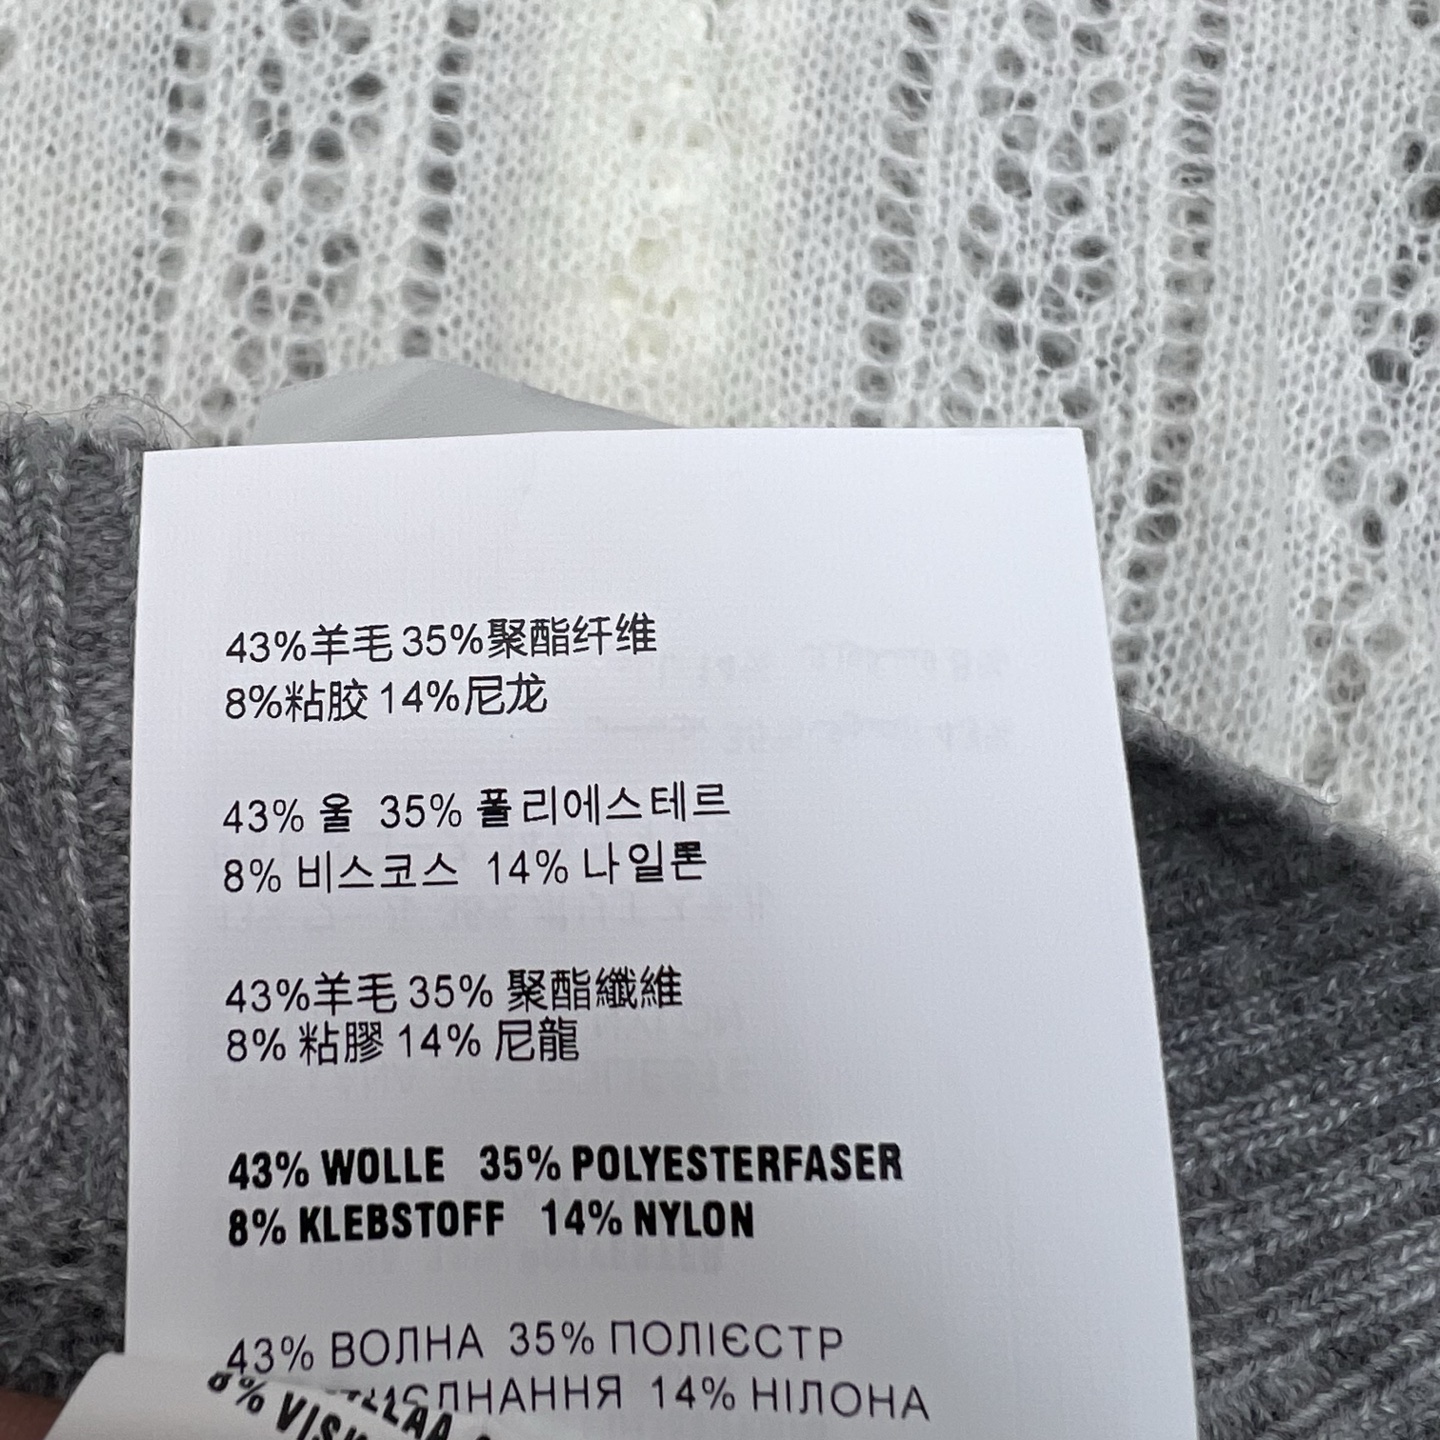 43%羊毛 35%聚酯纤维
8%粘胶 14%尼龙
43% 울 35% 폴리에스테르
8% 비스코스 14% 나일론
43%羊毛 35% 聚酯纖維
8% 粘膠 14% 尼龍
43% WOLLE 35% POLYESTERFASER
8% KLEBSTOFF 14% NYLON
43% ВОЛНА 35% ПОЛІЄСТР
14% НІЛОНА
8%